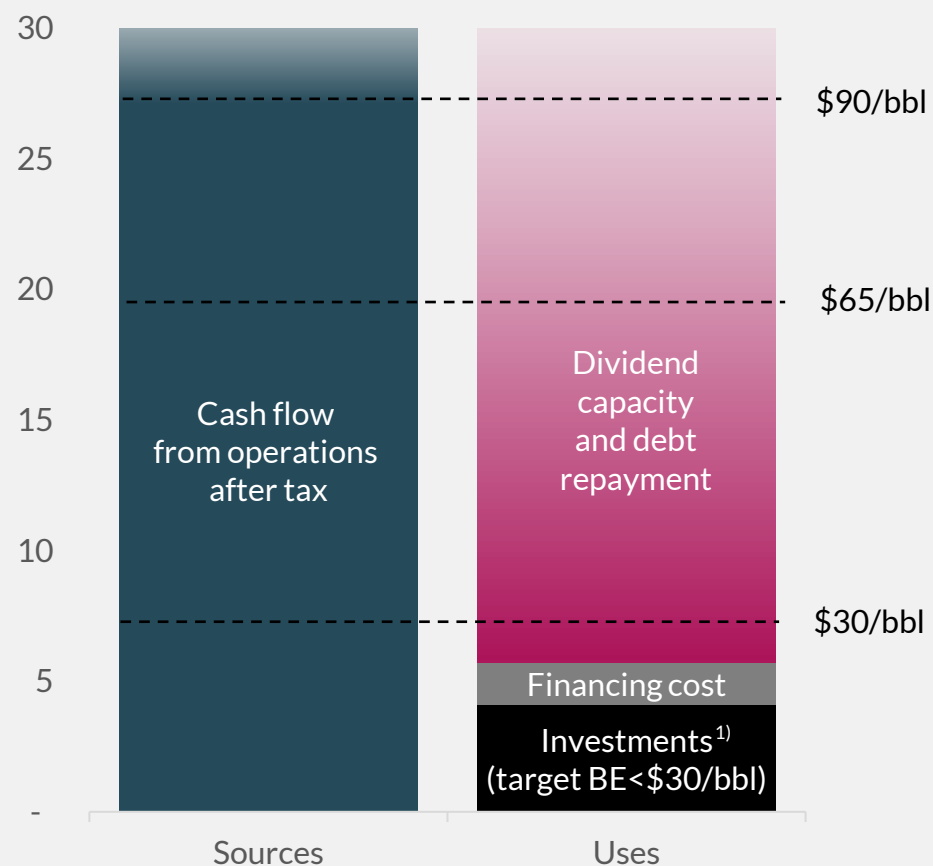 30
25
20
15
10
5
-
$90/bbl
$65/bbl
$30/bbl
Cash flow
from operations
after tax
Dividend
capacity
and debt
repayment
Financing cost
Investments¹⁾
(target BE<$30/bbl)
Sources
Uses